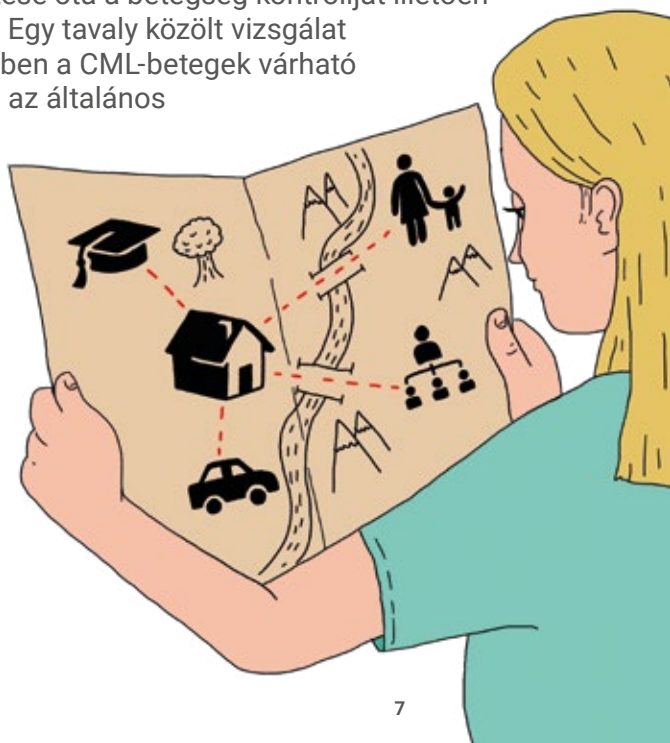 óta a betegség kontrollját illetően
Egy tavaly közölt vizsgálat
ben a CML-betegek várható
az általános
7